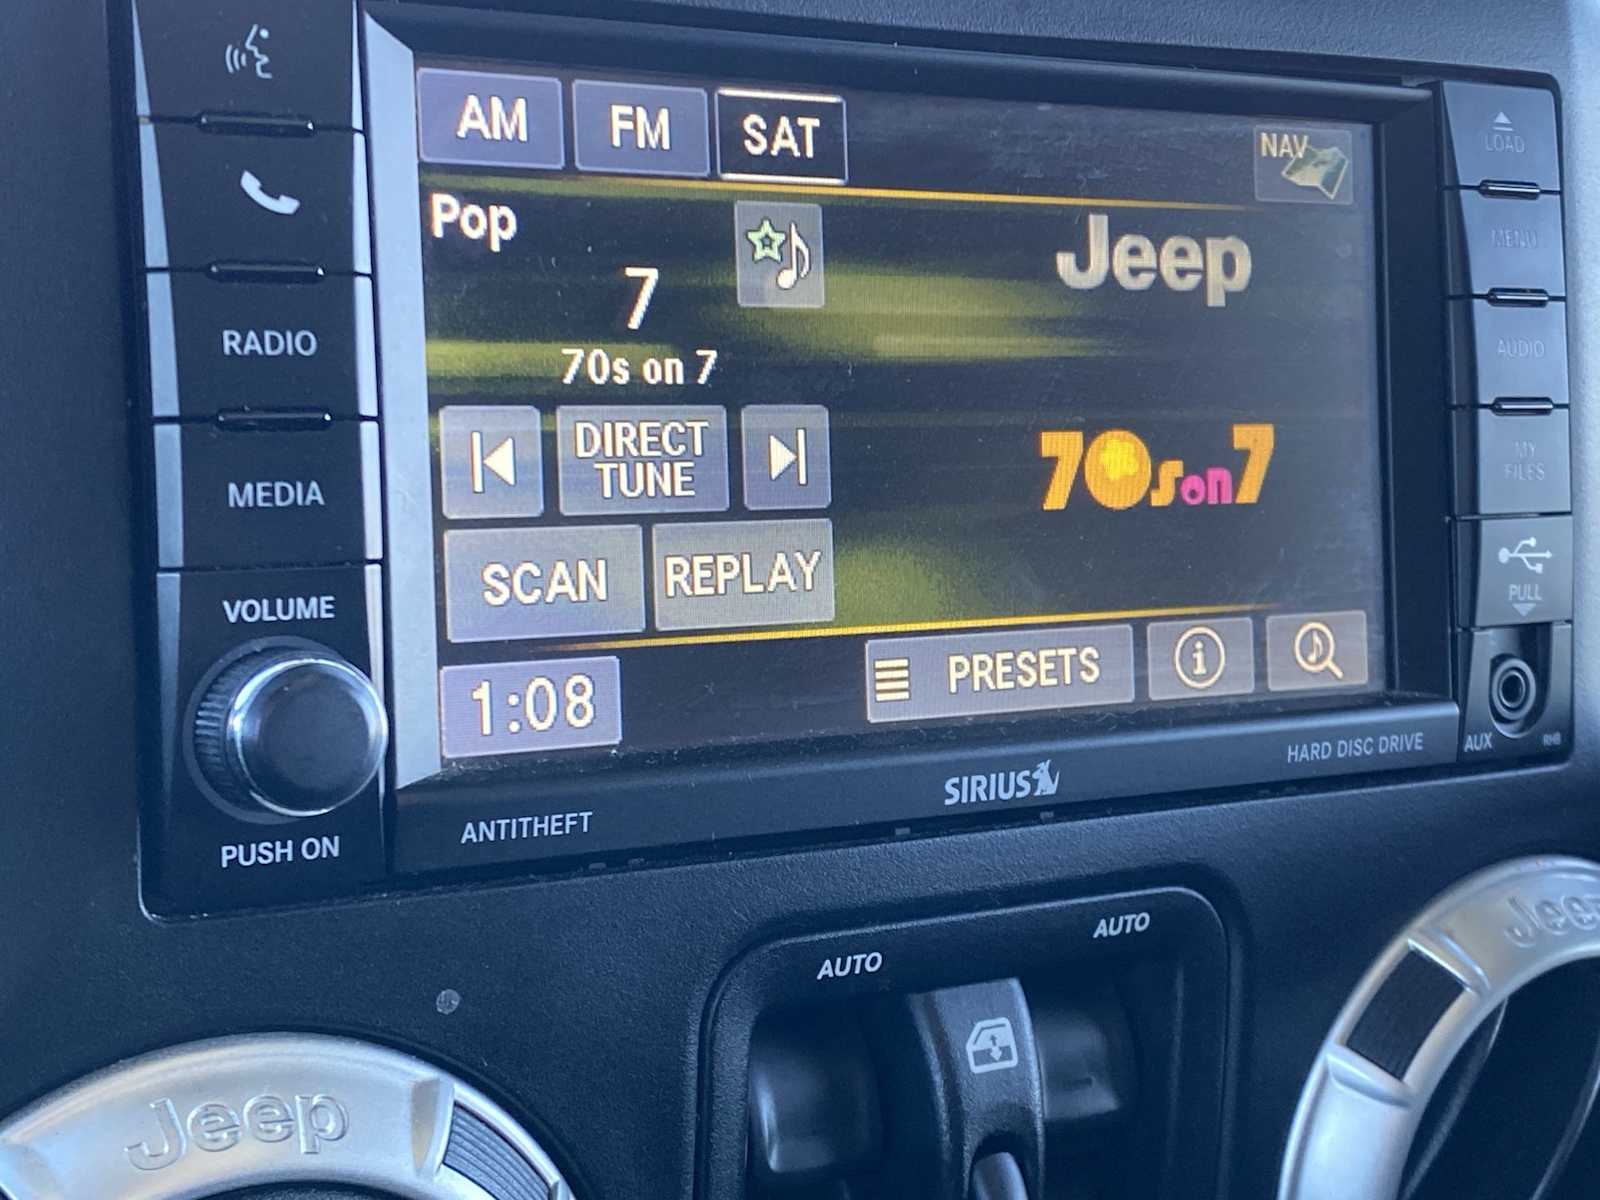 AM FM SAT
NAV
LOAD
Pop
Jeep
MENU
7
RADIO
70s on 7
AUDIO
DIRECT
TUNE
70s on 7
MY
FILES
MEDIA
SCAN REPLAY
PULL
VOLUME
1:08
PRESETS
i
AUX
HARD DISC DRIVE
SIRIUS
ANTITHEFT
PUSH ON
AUTO
AUTO
Jeep
Jeep